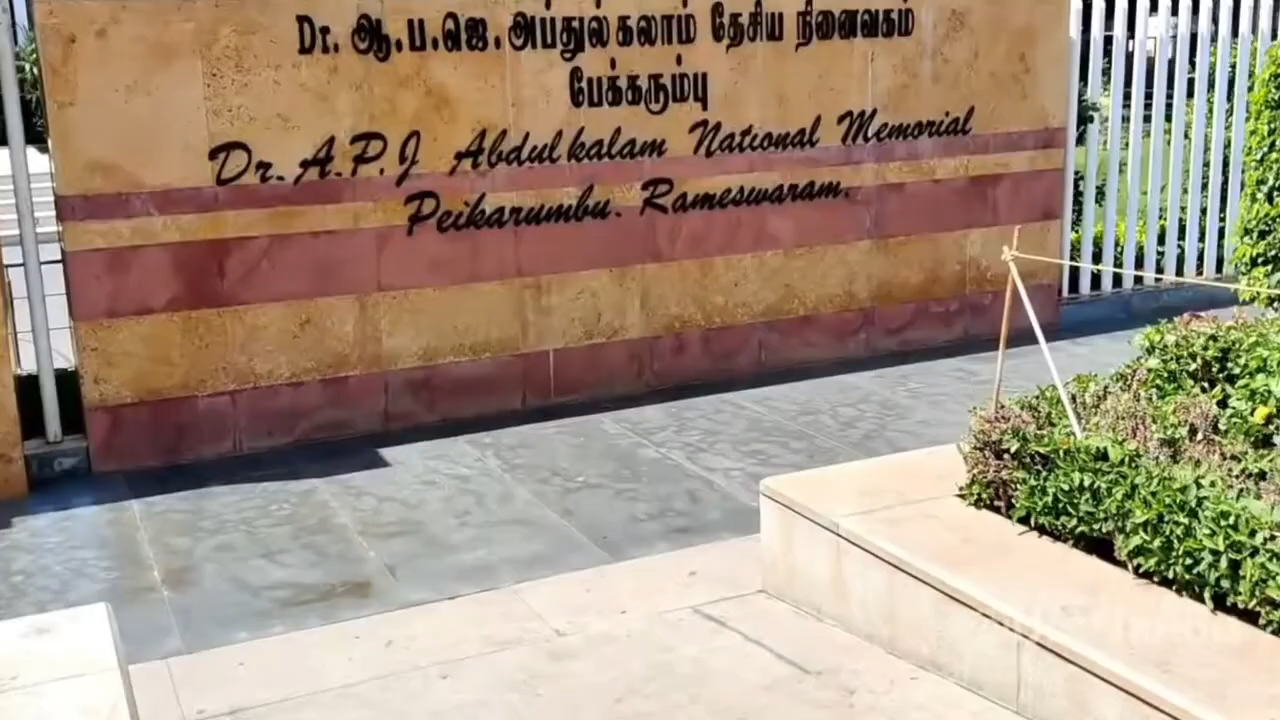 Dr. ஆ.ப.ஜெ.அப்துல்கலாம் தேசிய நினைவகம்
பேக்கரும்பு
Dr.A.P.J Abdulkalam National Memorial
Peikarumbu. Rameswaram.